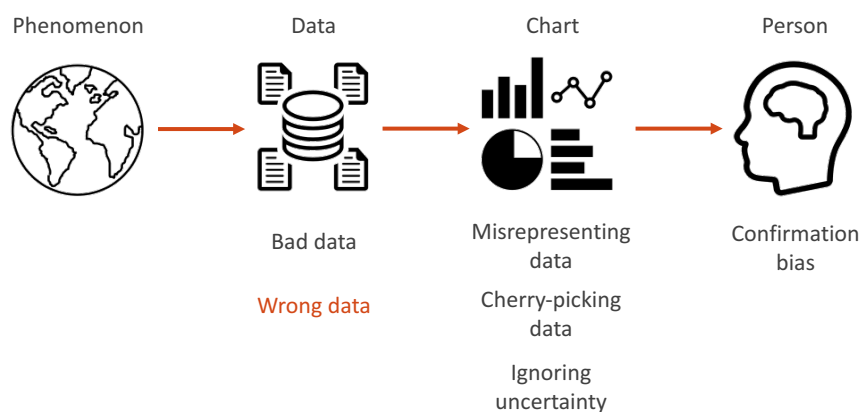 Phenomenon
Data
Chart
Person
Bad data
Wrong data
Misrepresenting
data
Cherry-picking
data
Ignoring
uncertainty
Confirmation
bias